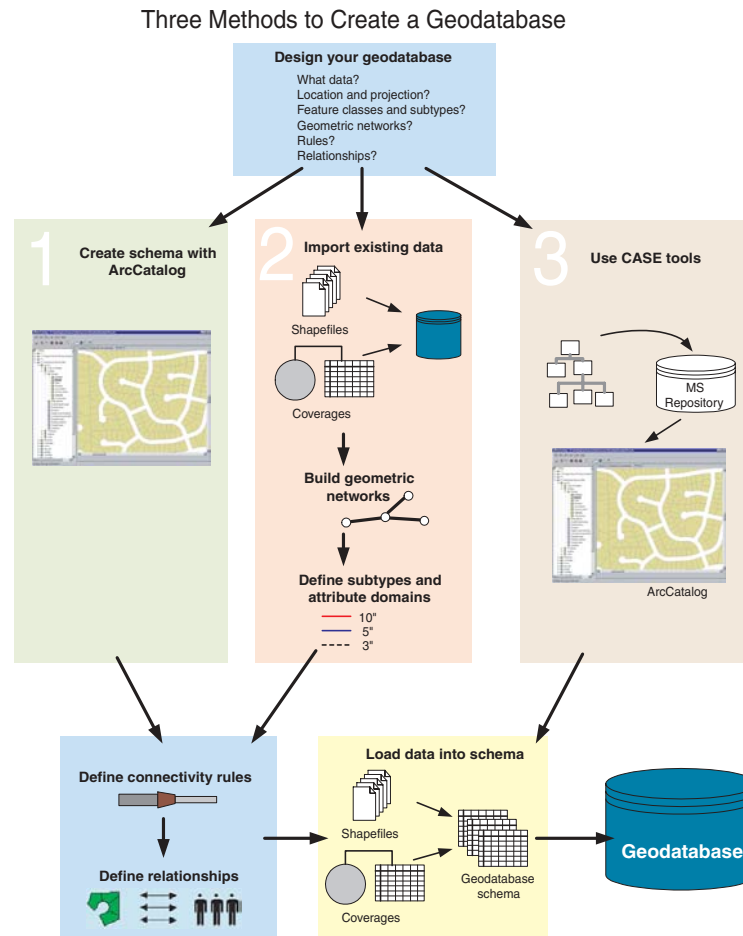 Three Methods to Create a Geodatabase
Design your geodatabase
What data?
Location and projection?
Feature classes and subtypes?
Geometric networks?
Rules?
Relationships?
1
Create schema with
ArcCatalog
2
Import existing data
Shapefiles
Coverages
Build geometric
networks
Define subtypes and
attribute domains
10"
5"
3"
3
Use CASE tools
MS
Repository
ArcCatalog
Define connectivity rules
Define relationships
Load data into schema
Shapefiles
Coverages
Geodatabase
schema
Geodatabase